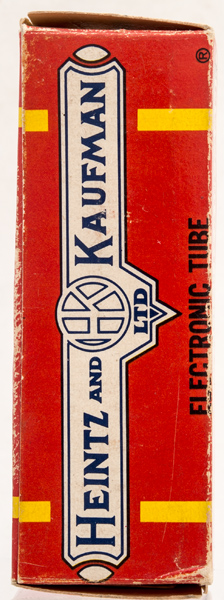 HEINTZ AND KAUFMAN
HK
LTD
ELECTRONIC TUBE
®